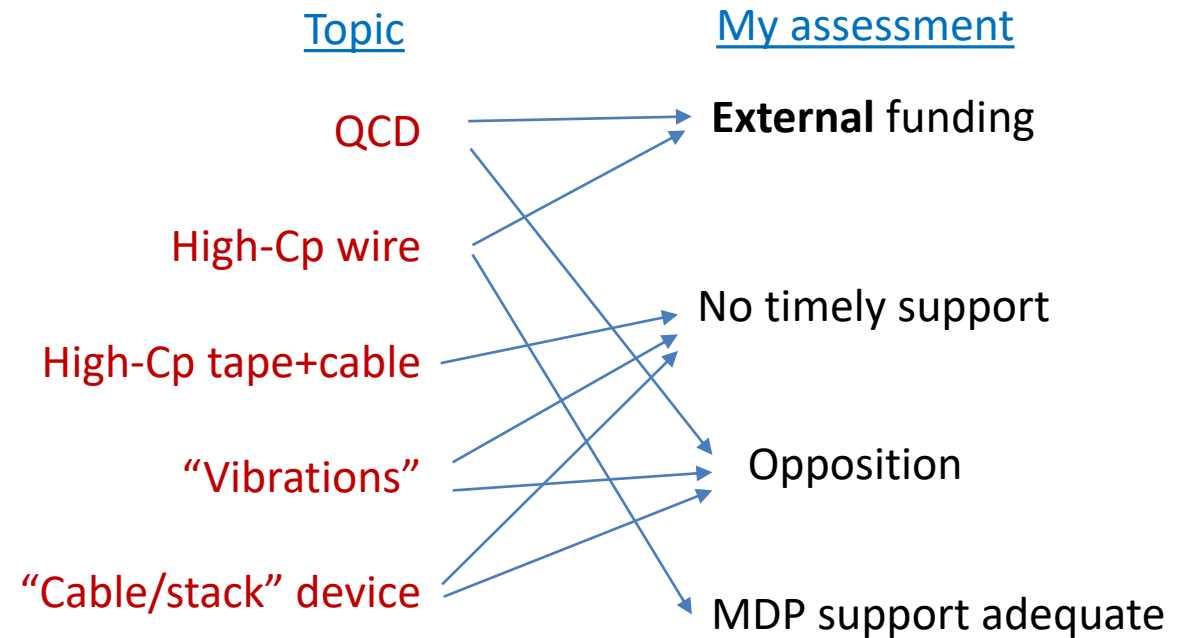 Topic
My assessment
QCD
External funding
High-Cp wire
No timely support
High-Cp tape+cable
“Vibrations”
Opposition
“Cable/stack” device
MDP support adequate